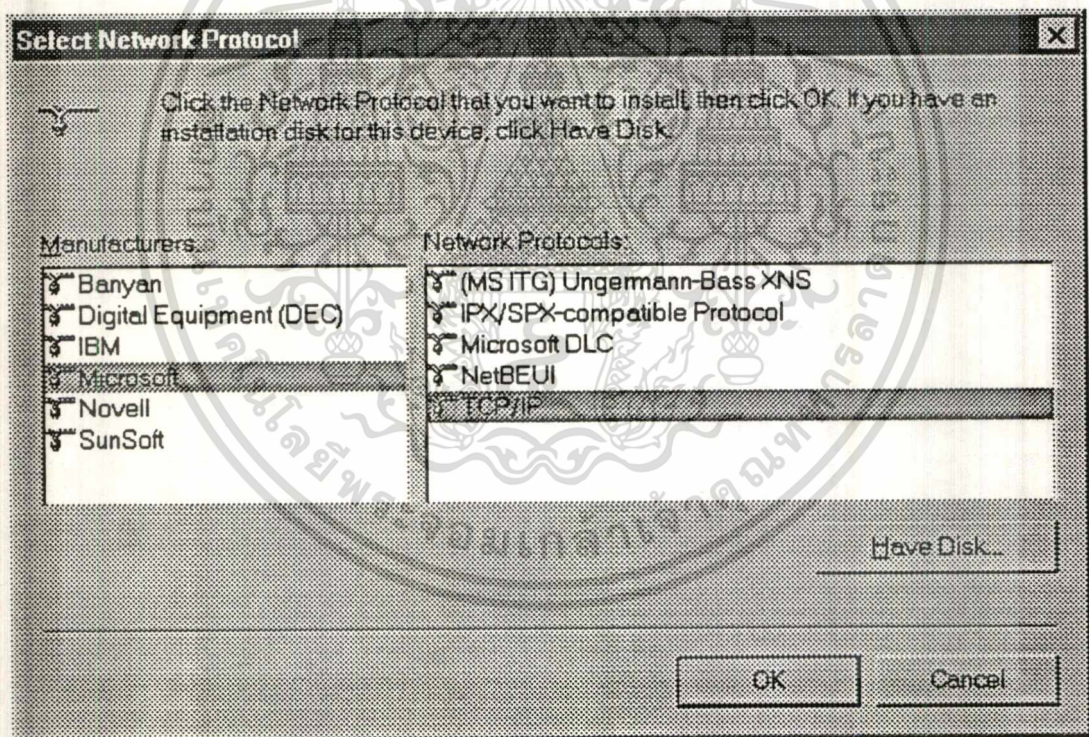 Select Network Protocol
Click the Network Protocol that you want to install, then click OK. If you have an
installation disk for this device, click Have Disk.
Manufacturers:
Banyan
Digital Equipment (DEC)
IBM
Microsoft
Novell
SunSoft
Network Protocols:
(MS ITG) Ungermann-Bass XNS
IPX/SPX-compatible Protocol
Microsoft DLC
NetBEUI
TCP/IP
Have Disk...
OK
Cancel